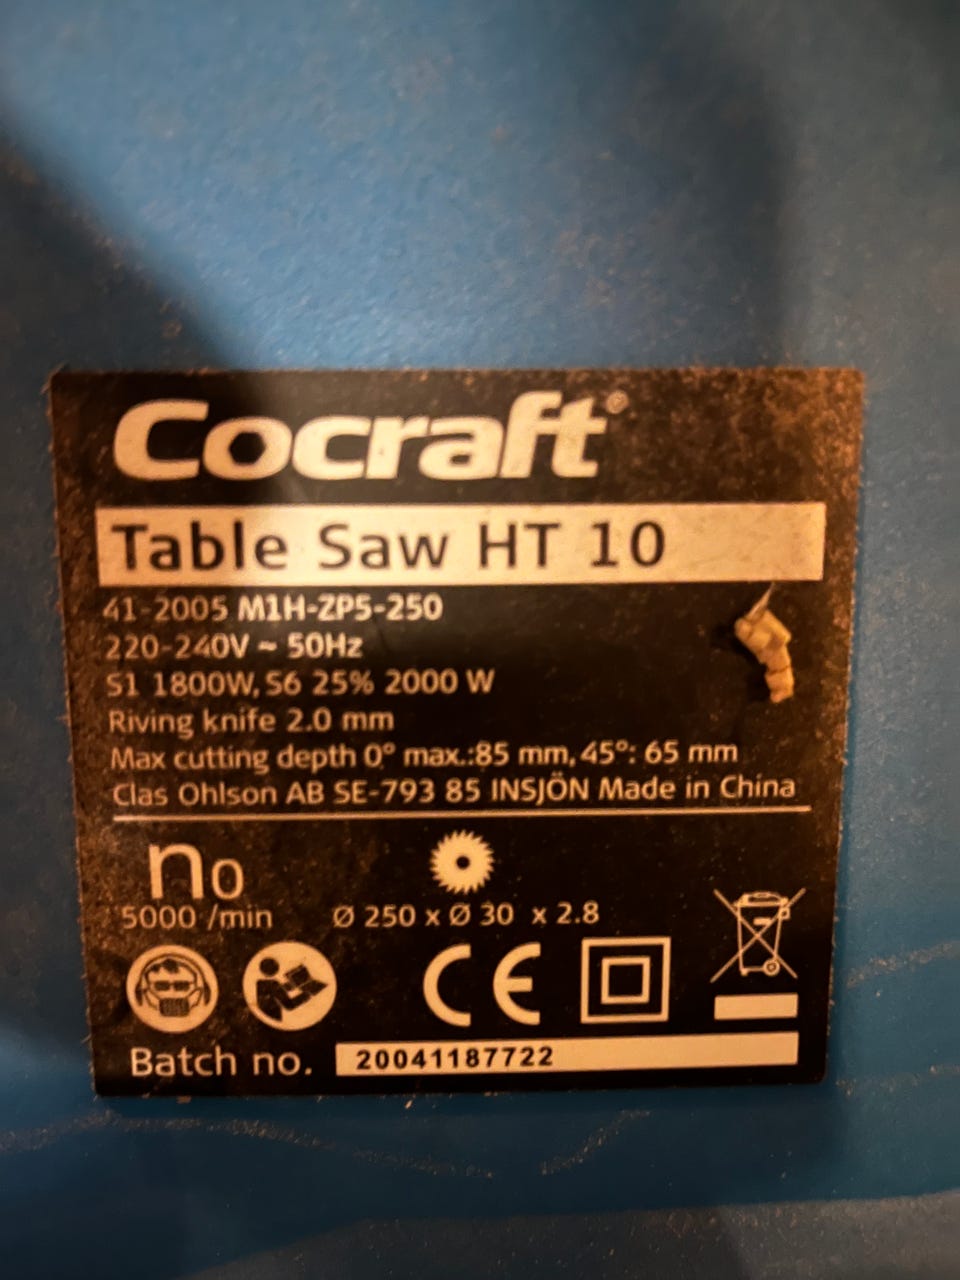 Cocraft®
Table Saw HT 10
41-2005 M1H-ZP5-250
220-240V ~ 50Hz
S1 1800W, S6 25% 2000 W
Riving knife 2.0 mm
Max cutting depth 0° max.:85 mm, 45°: 65 mm
Clas Ohlson AB SE-793 85 INSJÖN Made in China
n0
5000 /min
Ø 250 x Ø 30 x 2.8
CE
Batch no. 20041187722